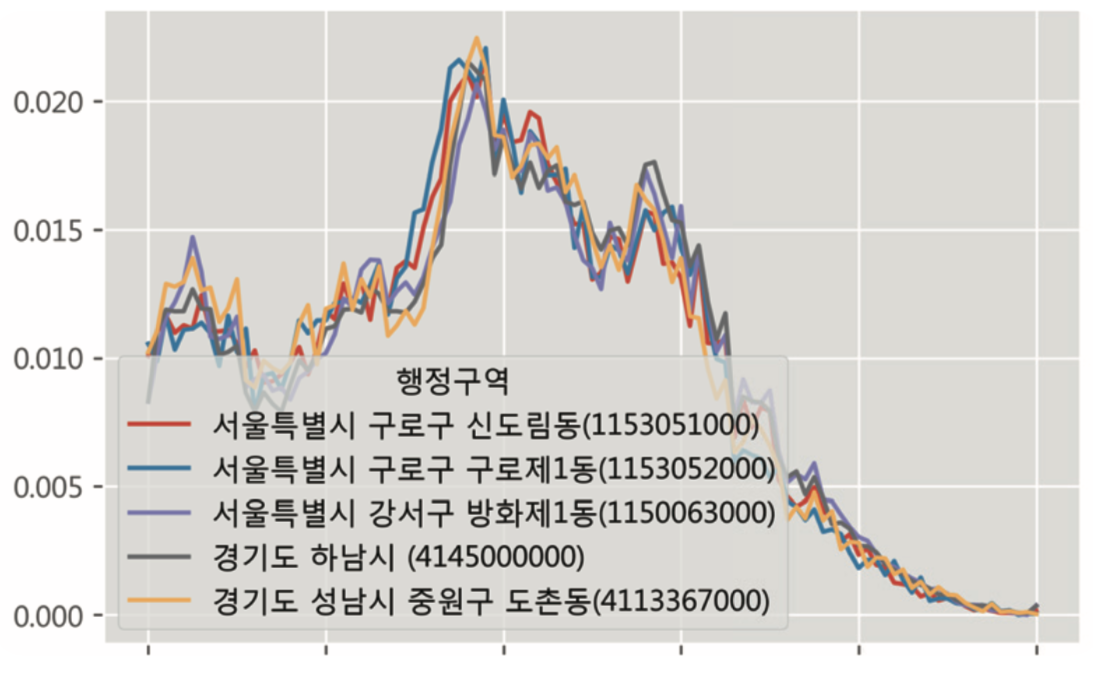 0.020
0.015
0.010
0.005
0.000
행정구역
서울특별시 구로구 신도림동(1153051000)
서울특별시 구로구 구로제1동(1153052000)
서울특별시 강서구 방화제1동(1150063000)
경기도 하남시 (4145000000)
경기도 성남시 중원구 도촌동(4113367000)